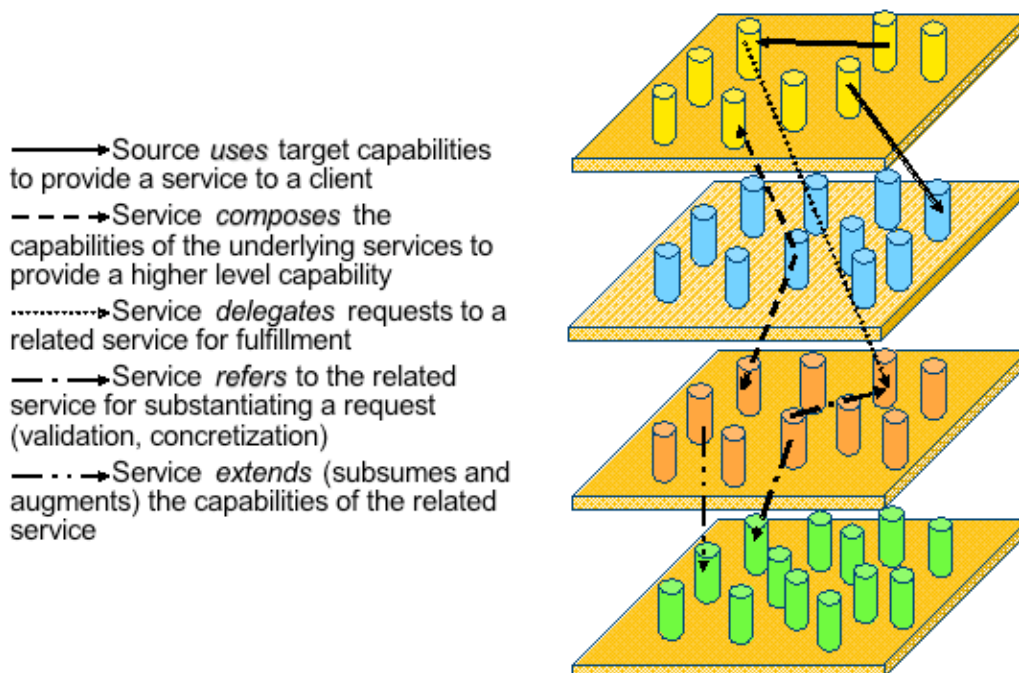 Source uses target capabilities
to provide a service to a client
Service composes the
capabilities of the underlying services to
provide a higher level capability
Service delegates requests to a
related service for fulfillment
Service refers to the related
service for substantiating a request
(validation, concretization)
Service extends (subsumes and
augments) the capabilities of the related
service